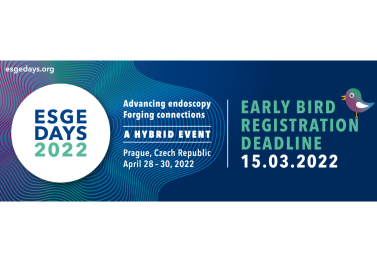 esgedays.org
ESGE
DAYS
2022
Advancing endoscopy
Forging connections
A HYBRID EVENT
Prague, Czech Republic
April 28 – 30, 2022
EARLY BIRD
REGISTRATION
DEADLINE
15.03.2022